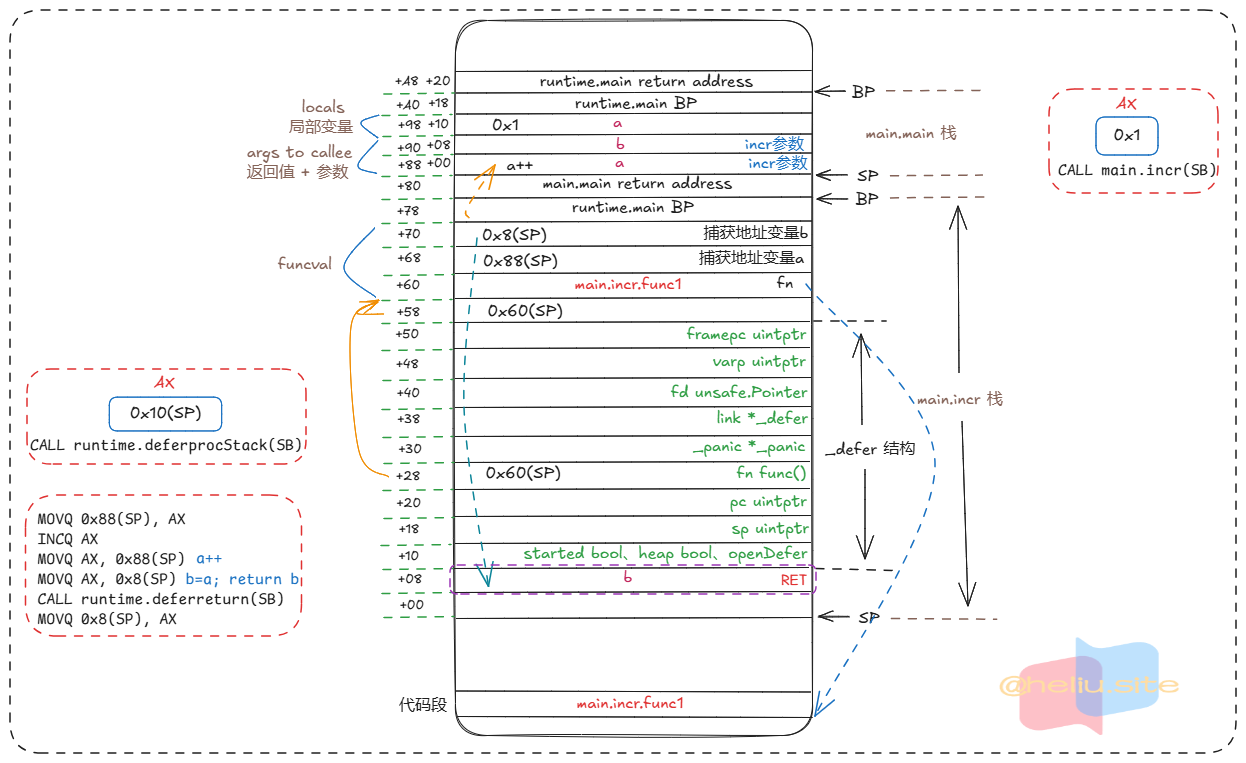 +A8 +20 runtime.main return address
BP
+A0 +18 runtime.main BP
locals
局部变量
+98 +10 0x1 a
main.main 栈
+90 +08 b incr参数
args to callee
返回值 + 参数
+88 +00 a++ a incr参数
SP
+80 main.main return address
BP
+78 runtime.main BP
+70 0x8(SP) 捕获地址变量b
+68 0x88(SP) 捕获地址变量a
funcval
+60 main.incr.func1 fn
+58 0x60(SP)
+50 framepc uintptr
+48 varp uintptr
+40 fd unsafe.Pointer
main.incr 栈
+38 link *_defer
+30 _panic *_panic
_defer 结构
+28 0x60(SP) fn func()
+20 pc uintptr
+18 sp uintptr
+10 started bool、heap bool、openDefer
+08 b RET
+00
SP
代码段 main.incr.func1
AX
0x1
CALL main.incr(SB)
AX
0x10(SP)
CALL runtime.deferprocStack(SB)
MOVQ 0x88(SP), AX
INCQ AX
MOVQ AX, 0x88(SP) a++
MOVQ AX, 0x8(SP) b=a; return b
CALL runtime.deferreturn(SB)
MOVQ 0x8(SP), AX
@heliu.site